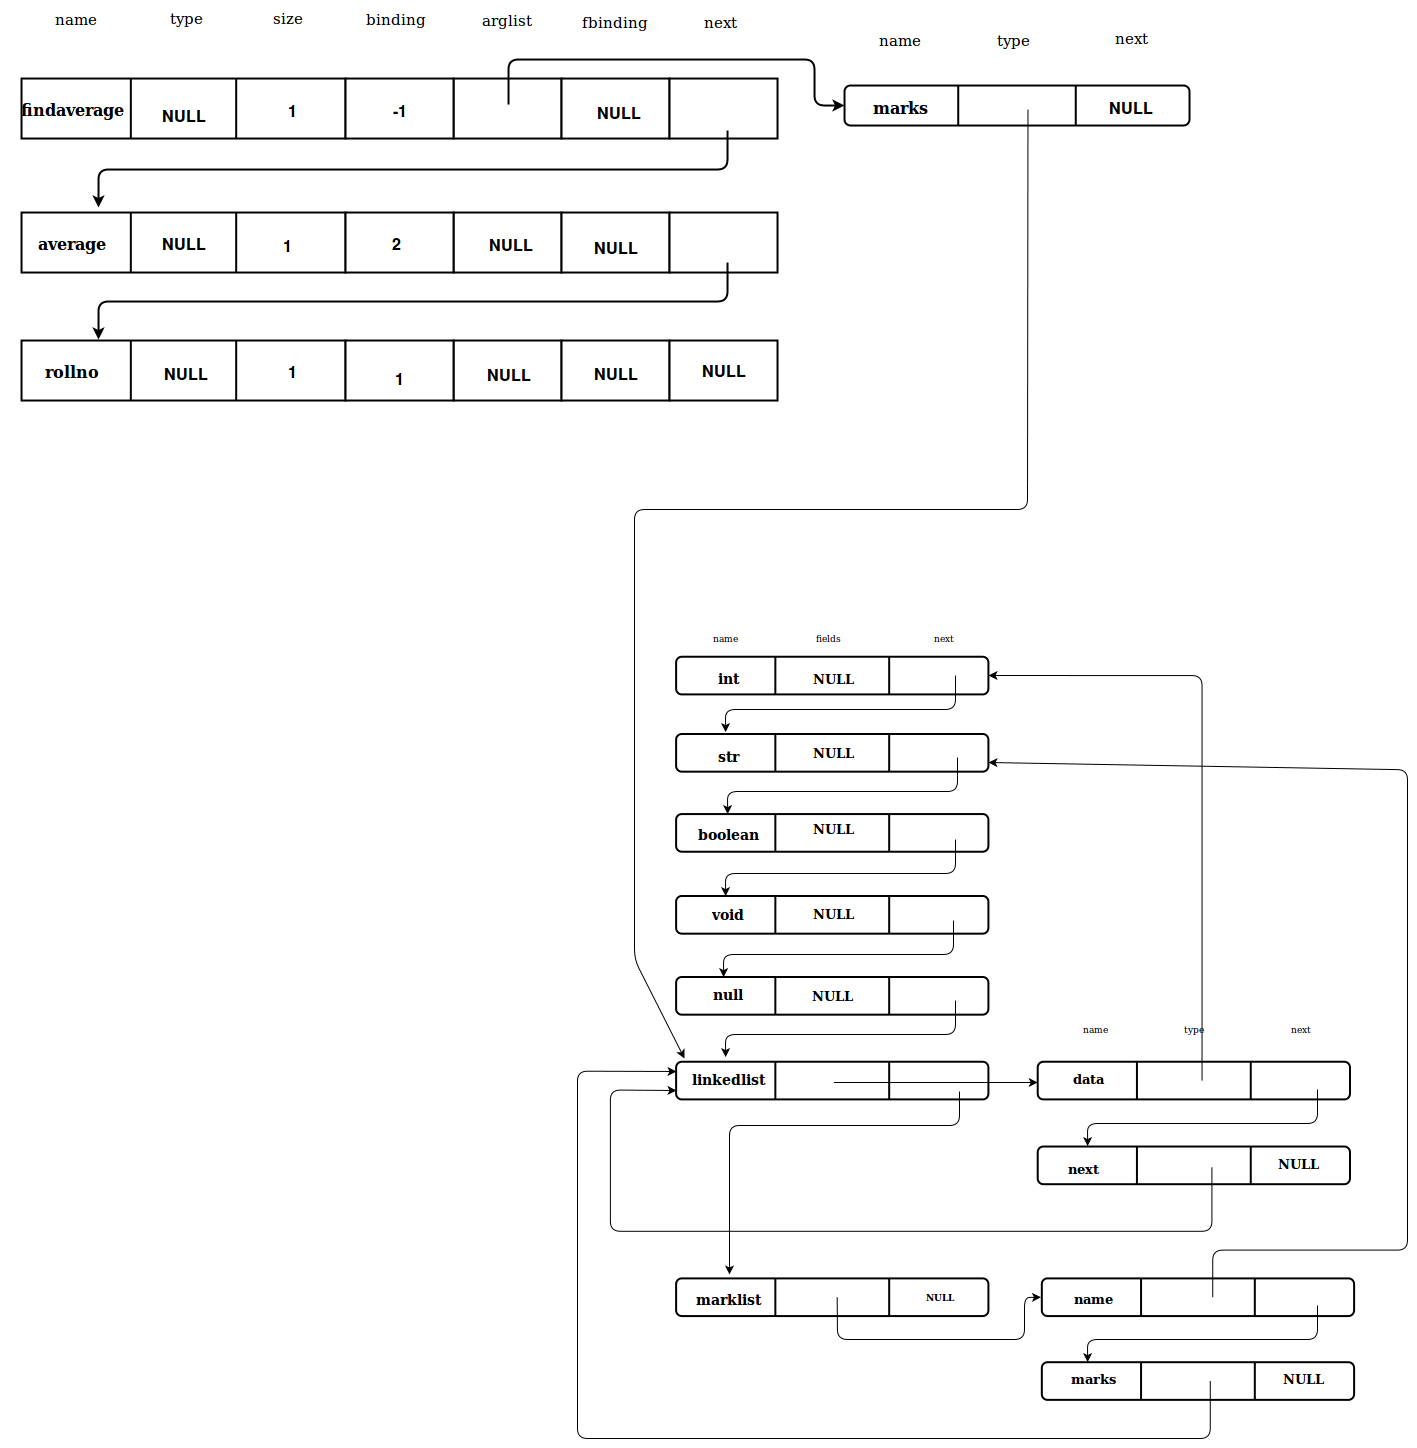 name type size binding arglist fbinding next
name type next
findaverage NULL 1 -1 NULL
marks NULL
average NULL 1 2 NULL NULL
rollno NULL 1 1 NULL NULL NULL
name fields next
int NULL
str NULL
boolean NULL
void NULL
null NULL
name type next
linkedlist
data
next NULL
marklist NULL
name
marks NULL